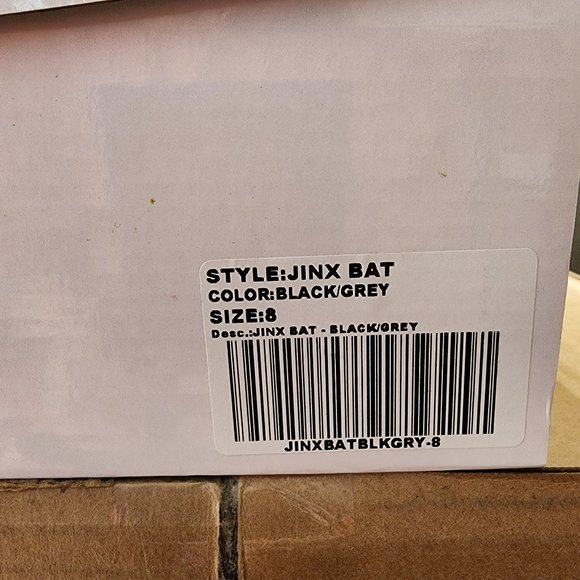 STYLE:JINX BAT
COLOR:BLACK/GREY
SIZE:8
Desc.:JINX BAT - BLACK/GREY
JINXBATBLKGRY-8